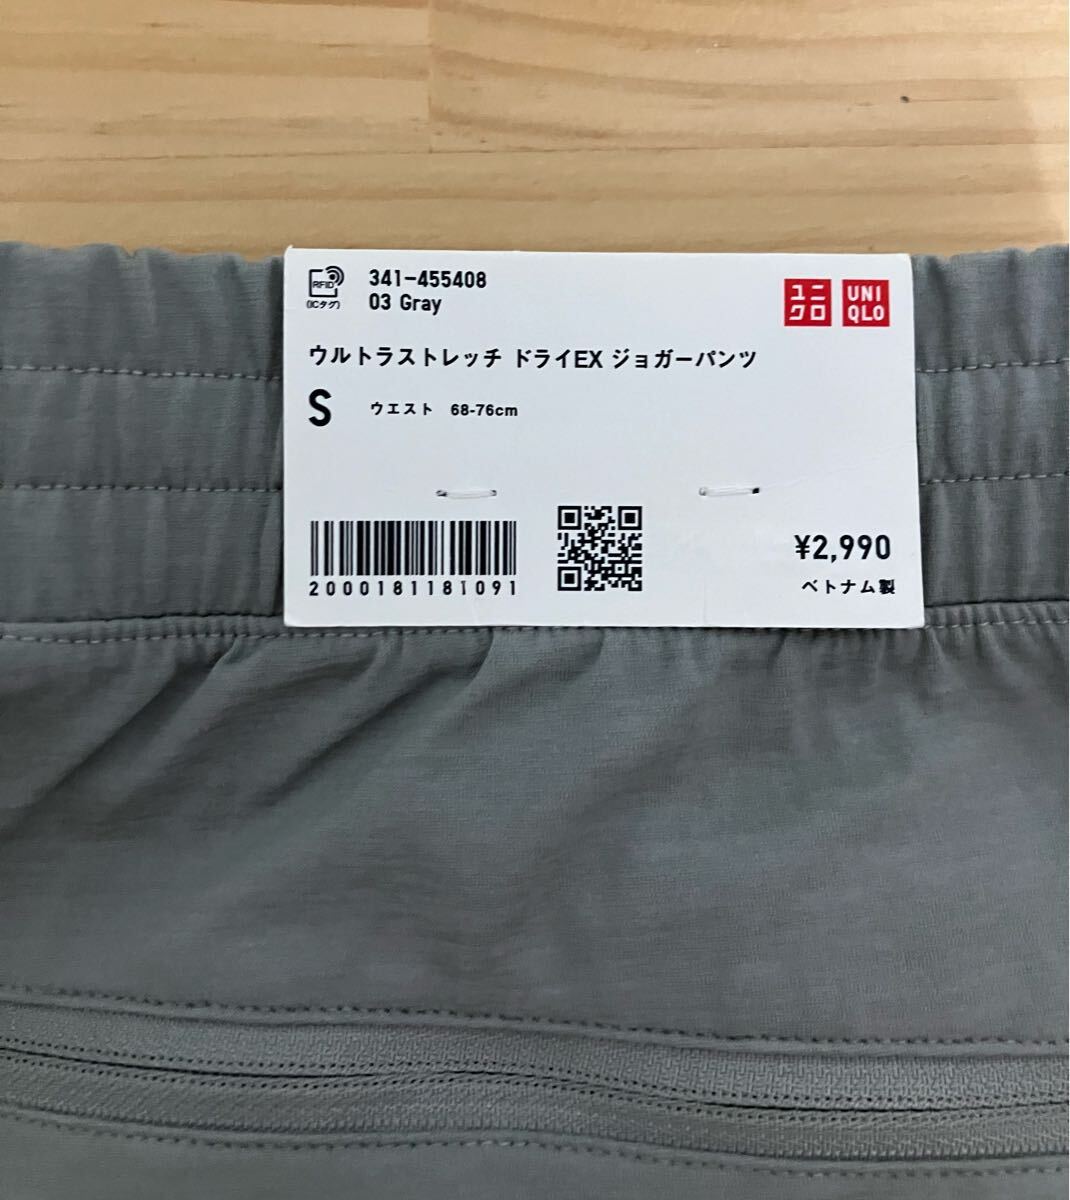 RFID
(ICタグ)
341-455408
03 Gray
ユニ
クロ
UNI
QLO
ウルトラストレッチ ドライEX ジョガーパンツ
S ウエスト 68-76cm
2000181181091
¥2,990
ベトナム製